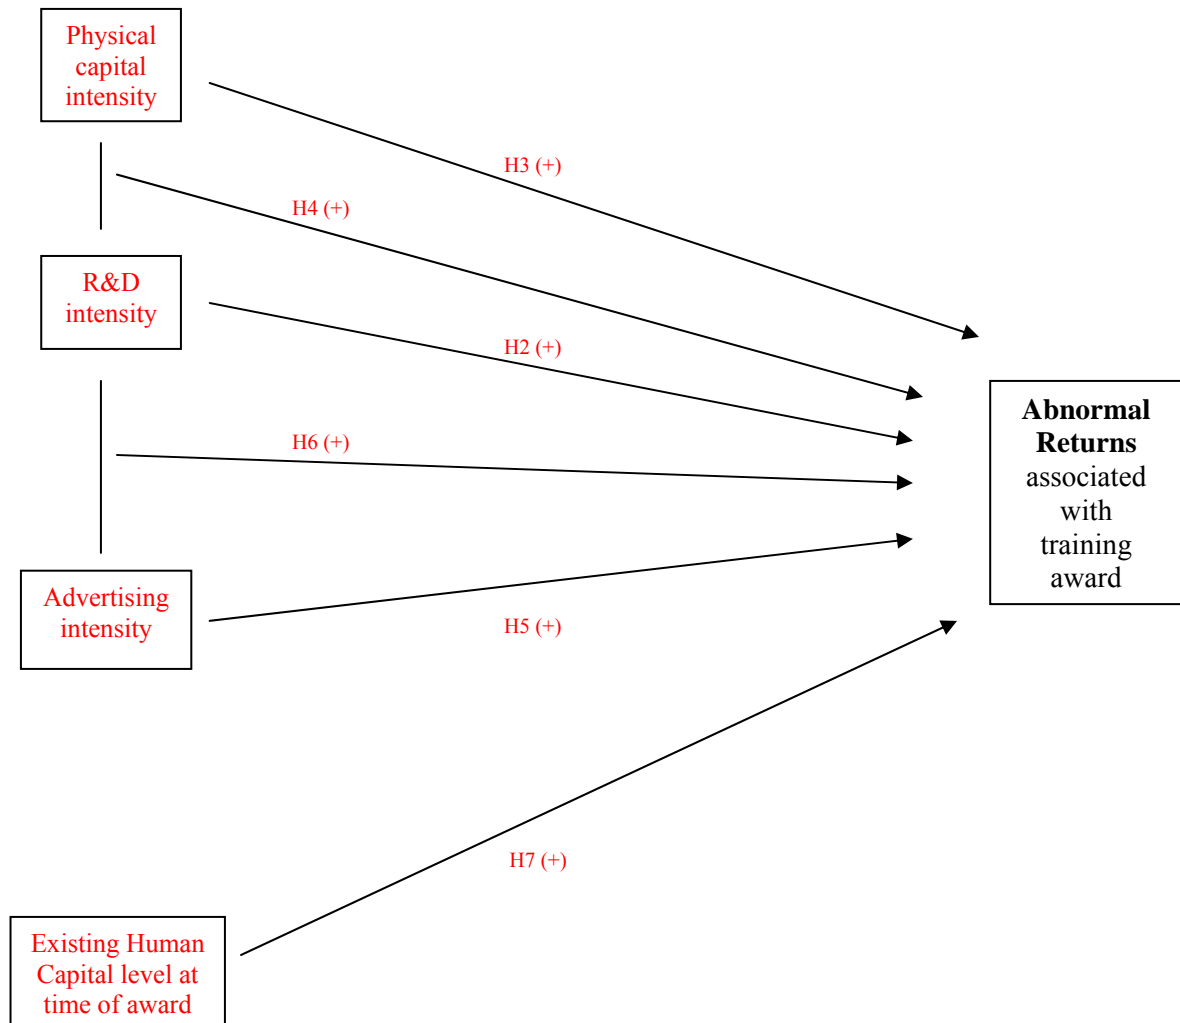 Physical
capital
intensity
H3 (+)
H4 (+)
R&D
intensity
H2 (+)
H6 (+)
Abnormal
Returns
associated
with
training
award
Advertising
intensity
H5 (+)
H7 (+)
Existing Human
Capital level at
time of award